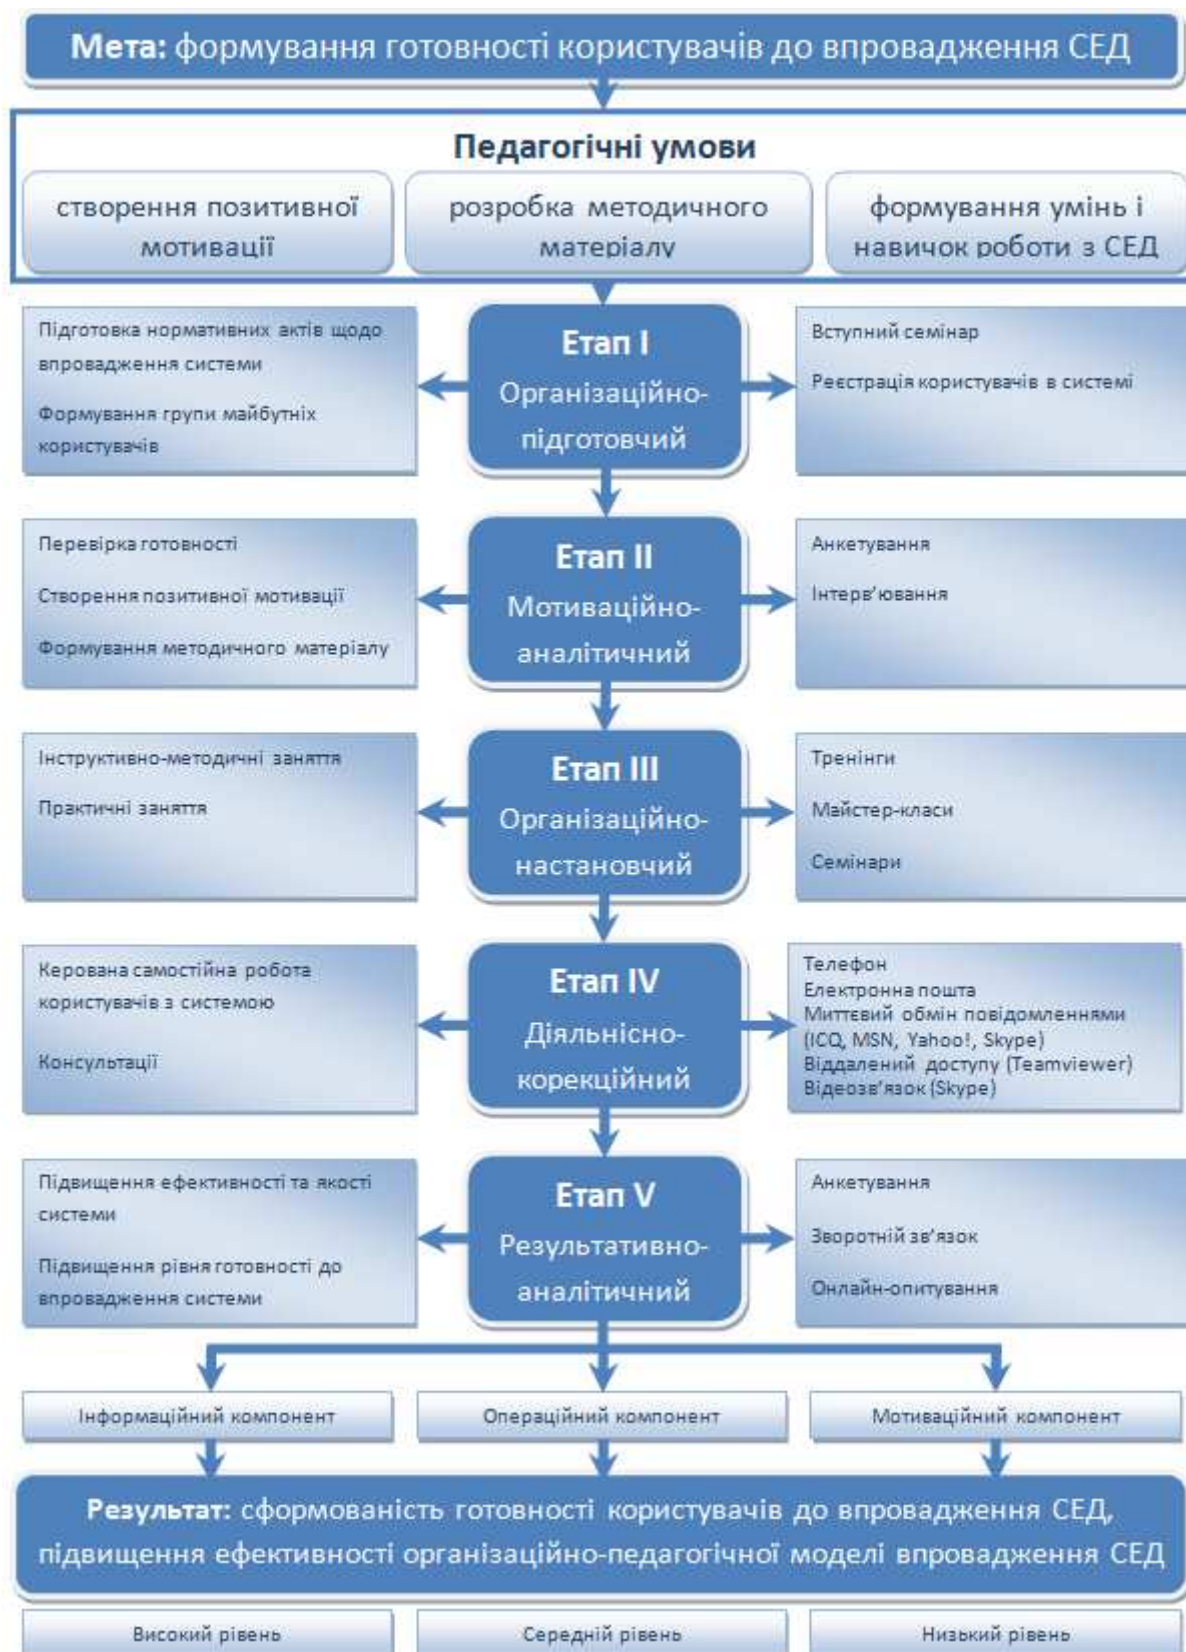 Мета: формування готовності користувачів до впровадження СЕД
Педагогічні умови
створення позитивної
мотивації
розробка методичного
матеріалу
формування умінь і
навичок роботи з СЕД
Підготовка нормативних актів щодо
впровадження системи
Формування групи майбутніх
користувачів
Етап I
Організаційно-
підготовчий
Вступний семінар
Реєстрація користувачів в системі
Перевірка готовності
Створення позитивної мотивації
Формування методичного матеріалу
Етап II
Мотиваційно-
аналітичний
Анкетування
Інтерв’ювання
Інструктивно-методичні заняття
Практичні заняття
Етап III
Організаційно-
настановчий
Тренінги
Майстер-класи
Семінари
Керована самостійна робота
користувачів з системою
Консультації
Етап IV
Діяльнісно-
корекційний
Телефон
Електронна пошта
Миттєвий обмін повідомленнями
(ICQ, MSN, Yahoo!, Skype)
Віддалений доступу (Teamviewer)
Відеозв’язок (Skype)
Підвищення ефективності та якості
системи
Підвищення рівня готовності до
впровадження системи
Етап V
Результативно-
аналітичний
Анкетування
Зворотній зв’язок
Онлайн-опитування
Інформаційний компонент
Операційний компонент
Мотиваційний компонент
Результат: сформованість готовності користувачів до впровадження СЕД,
підвищення ефективності організаційно-педагогічної моделі впровадження СЕД
Високий рівень
Середній рівень
Низький рівень